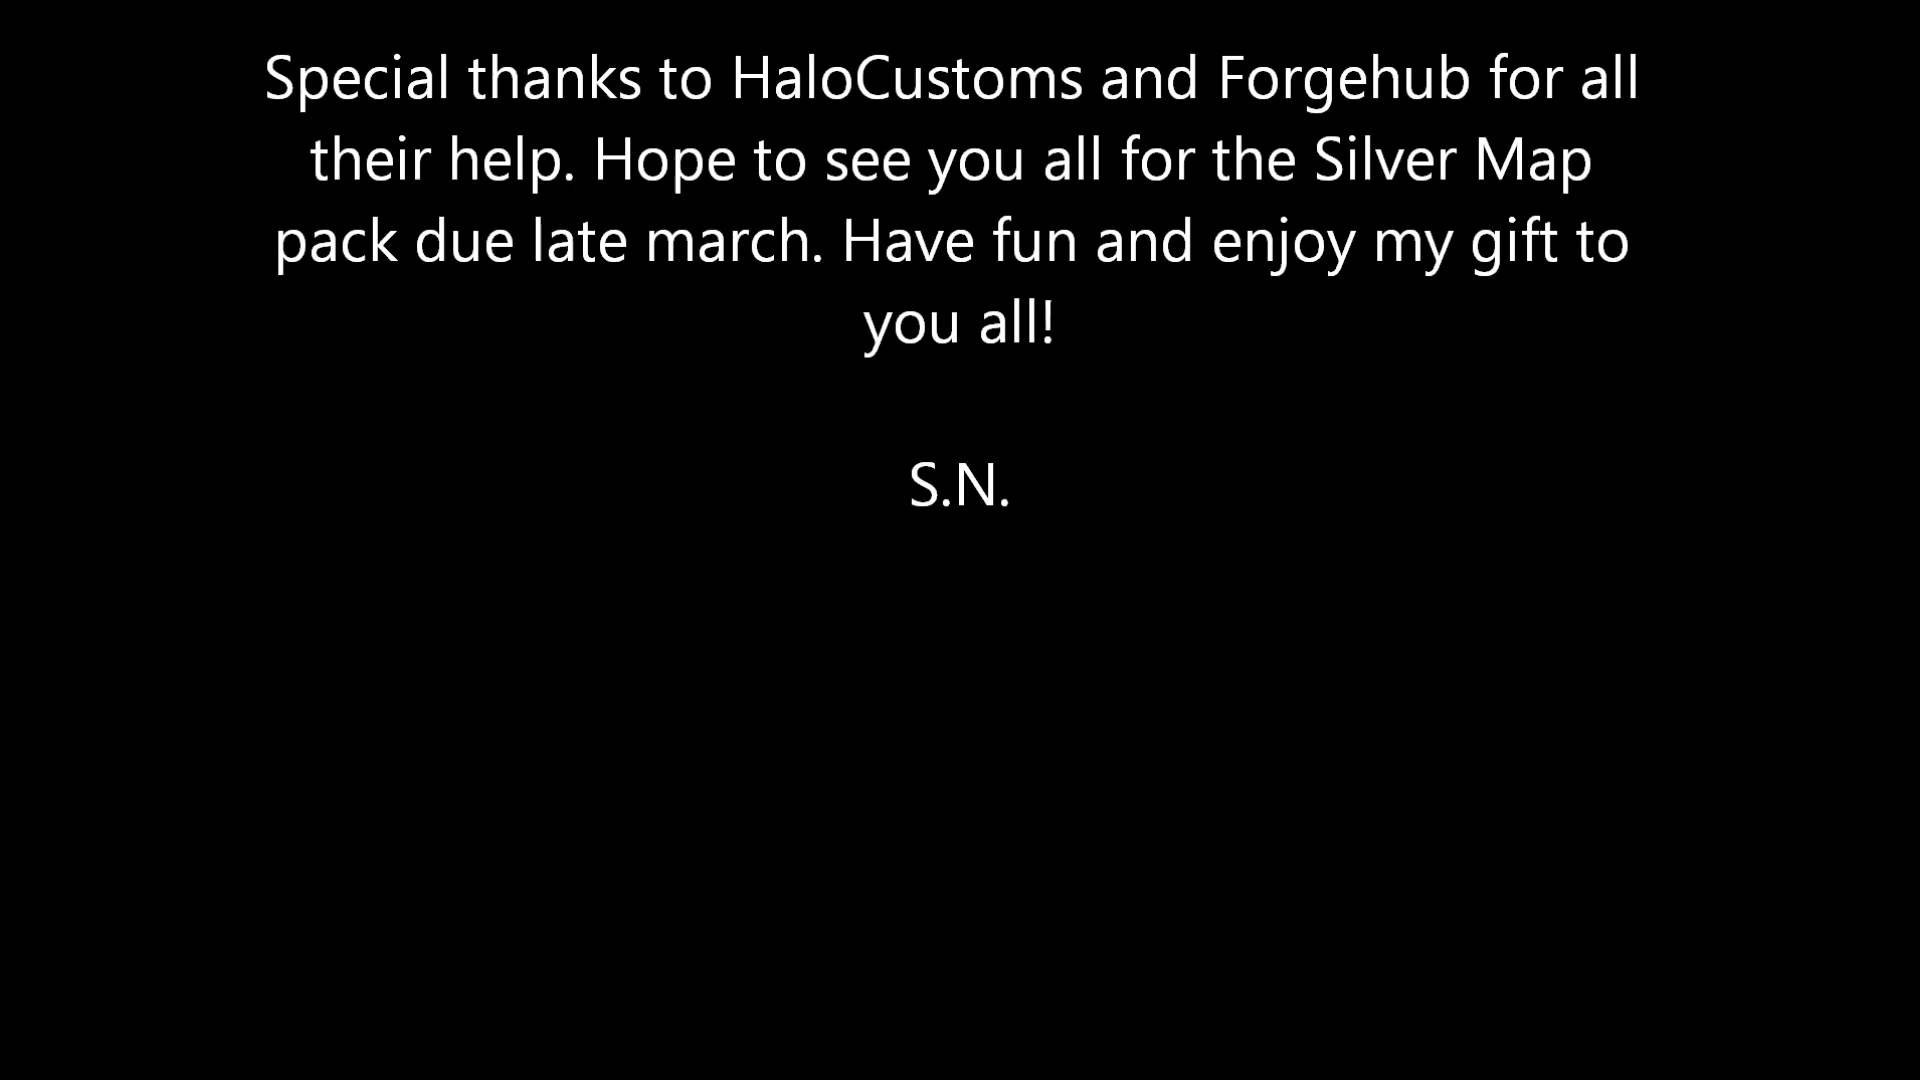 Special thanks to HaloCustoms and Forgehub for all
their help. Hope to see you all for the Silver Map
pack due late march. Have fun and enjoy my gift to
you all!
S.N.